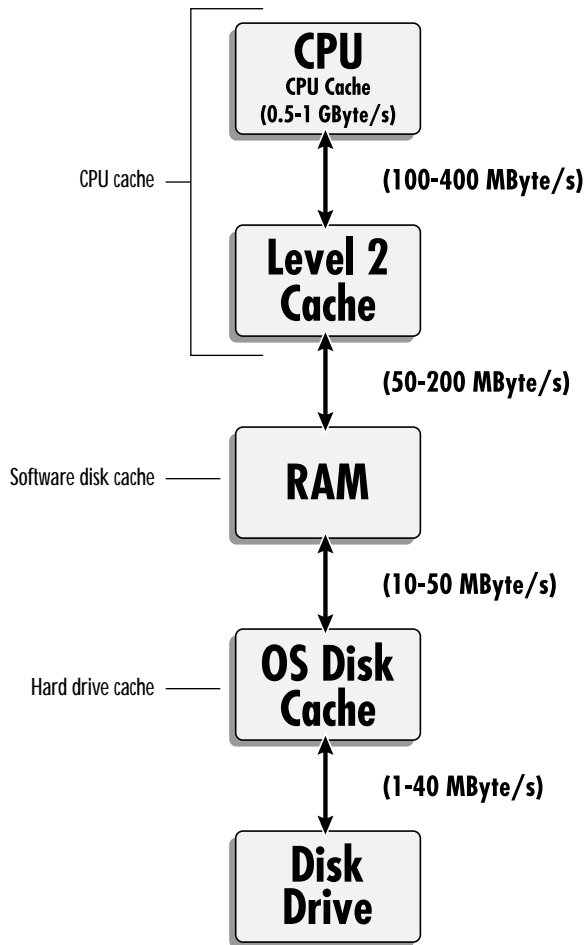 CPU
CPU Cache
(0.5-1 GByte/s)
(100-400 MByte/s)
CPU cache
Level 2
Cache
(50-200 MByte/s)
Software disk cache
RAM
(10-50 MByte/s)
OS Disk
Cache
Hard drive cache
(1-40 MByte/s)
Disk
Drive